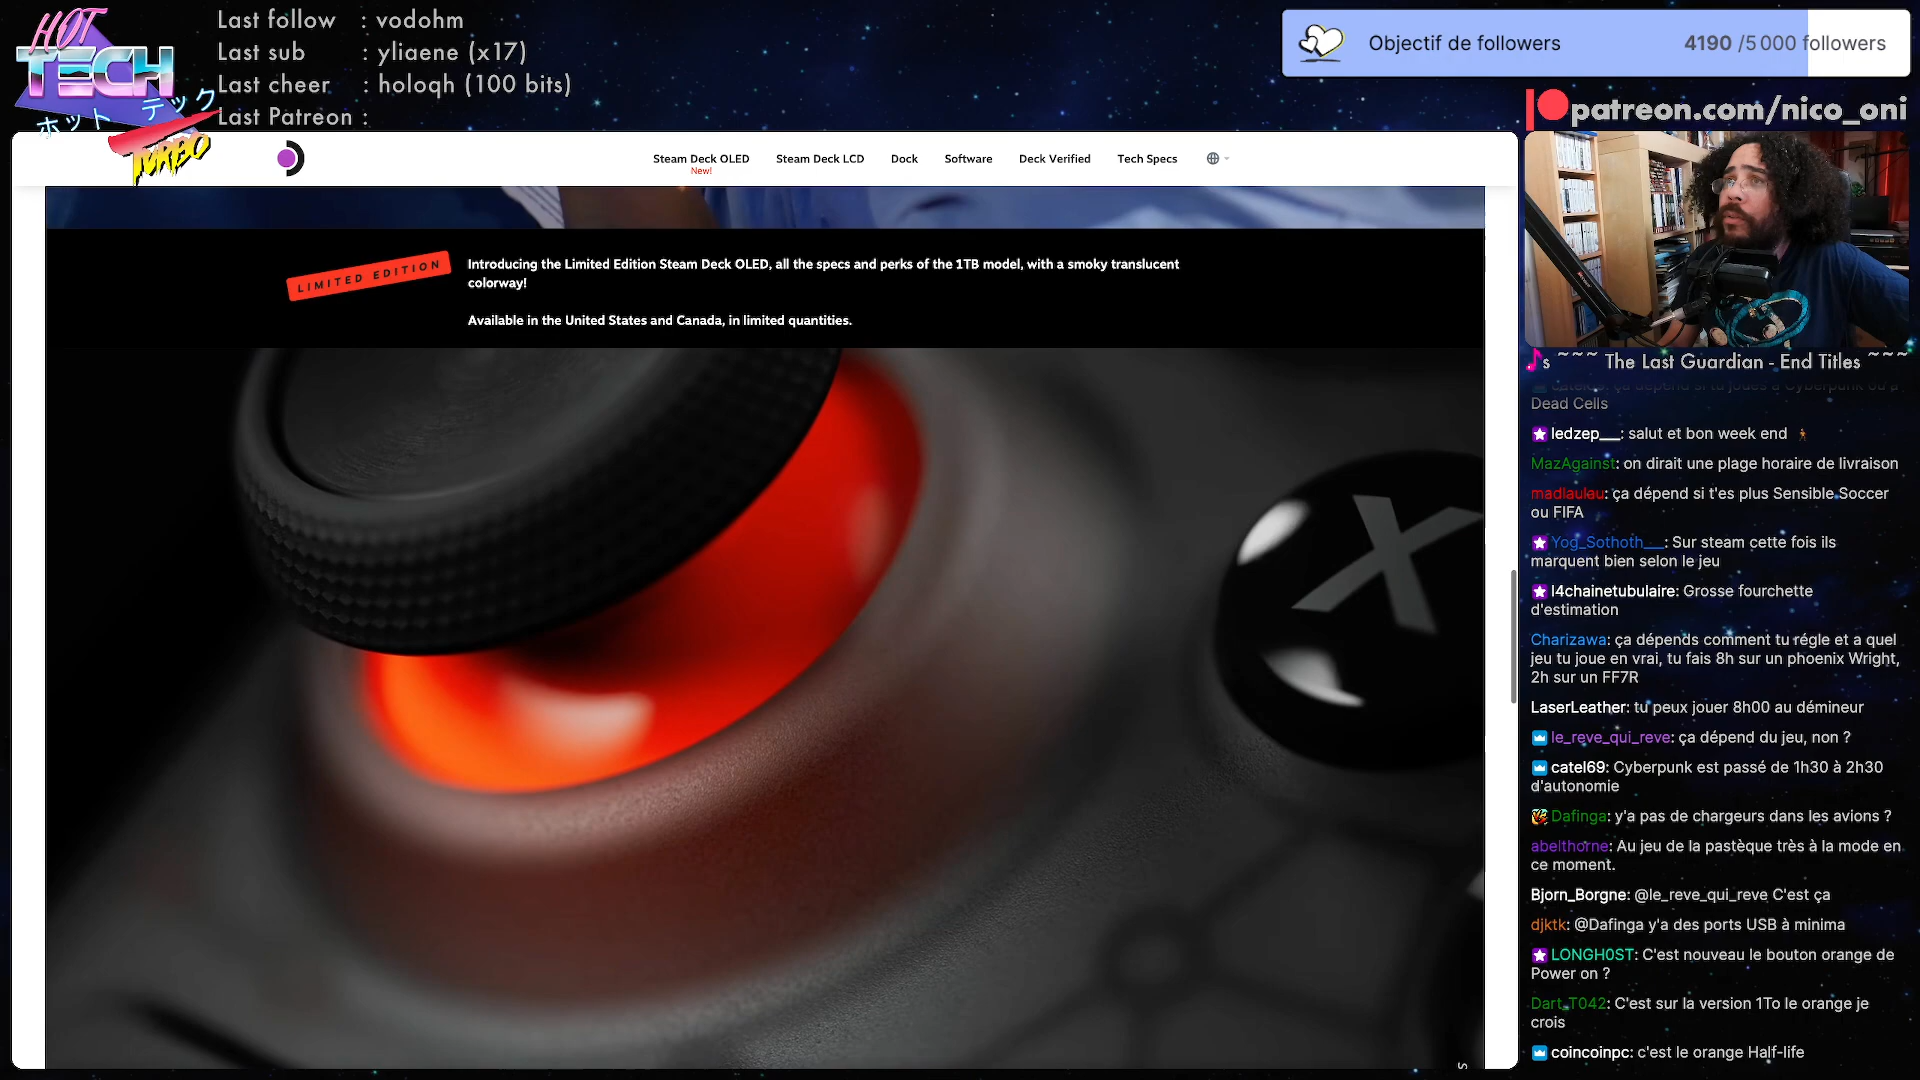 HOT
TECH
ホット テック
TURBO
Last follow : vodohm
Last sub : yliaene (x17)
Last cheer : holoqh (100 bits)
Last Patreon :
Objectif de followers 4190 /5 000 followers
patreon.com/nico_oni
Steam Deck OLED
New!
Steam Deck LCD
Dock
Software
Deck Verified
Tech Specs
LIMITED EDITION
Introducing the Limited Edition Steam Deck OLED, all the specs and perks of the 1TB model, with a smoky translucent
colorway!
Available in the United States and Canada, in limited quantities.
X
s ~~~ The Last Guardian - End Titles ~~~
Dead Cells
ledzep__: salut et bon week end
MazAgainst: on dirait une plage horaire de livraison
madlaulau: ça dépend si t'es plus Sensible Soccer
ou FIFA
Yog_Sothoth__: Sur steam cette fois ils
marquent bien selon le jeu
l4chainetubulaire: Grosse fourchette
d'estimation
Charizawa: ça dépends comment tu régle et a quel
jeu tu joue en vrai, tu fais 8h sur un phoenix Wright,
2h sur un FF7R
LaserLeather: tu peux jouer 8h00 au démineur
le_reve_qui_reve: ça dépend du jeu, non ?
catel69: Cyberpunk est passé de 1h30 à 2h30
d'autonomie
Dafinga: y'a pas de chargeurs dans les avions ?
abelthorne: Au jeu de la pastèque très à la mode en
ce moment.
Bjorn_Borgne: @le_reve_qui_reve C'est ça
djktk: @Dafinga y'a des ports USB à minima
LONGH0ST: C'est nouveau le bouton orange de
Power on ?
Dart_T042: C'est sur la version 1To le orange je
crois
coincoinpc: c'est le orange Half-life